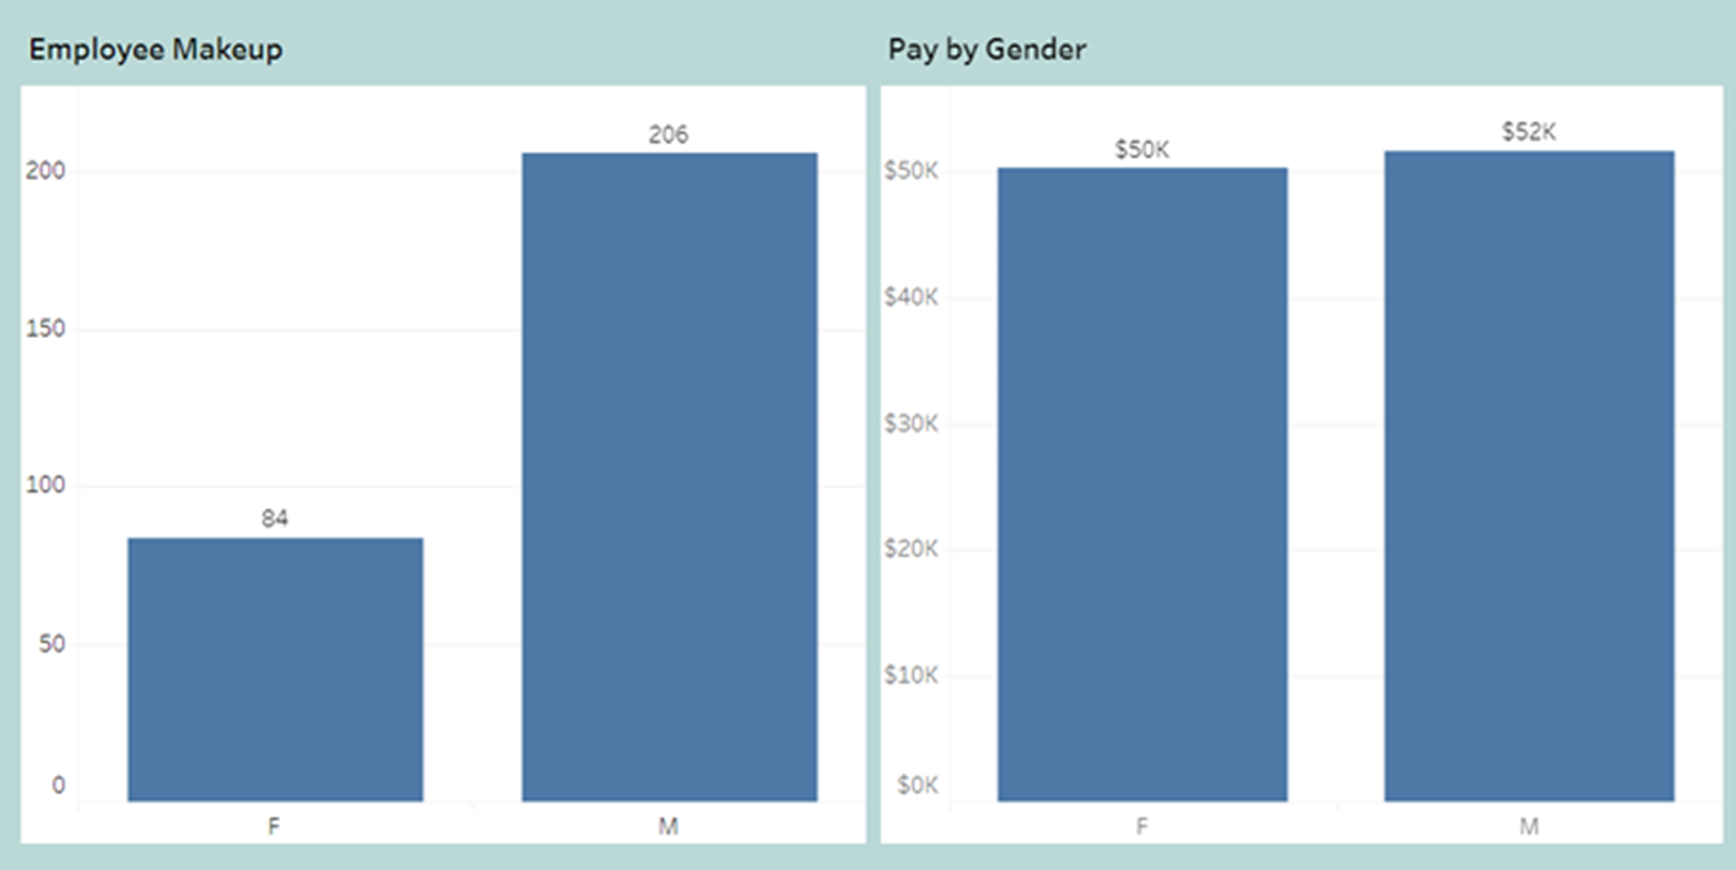 Employee Makeup
206
200
150
100
84
50
0
F
M
Pay by Gender
$52K
$50K
$50K
$40K
$30K
$20K
$10K
$0K
F
M